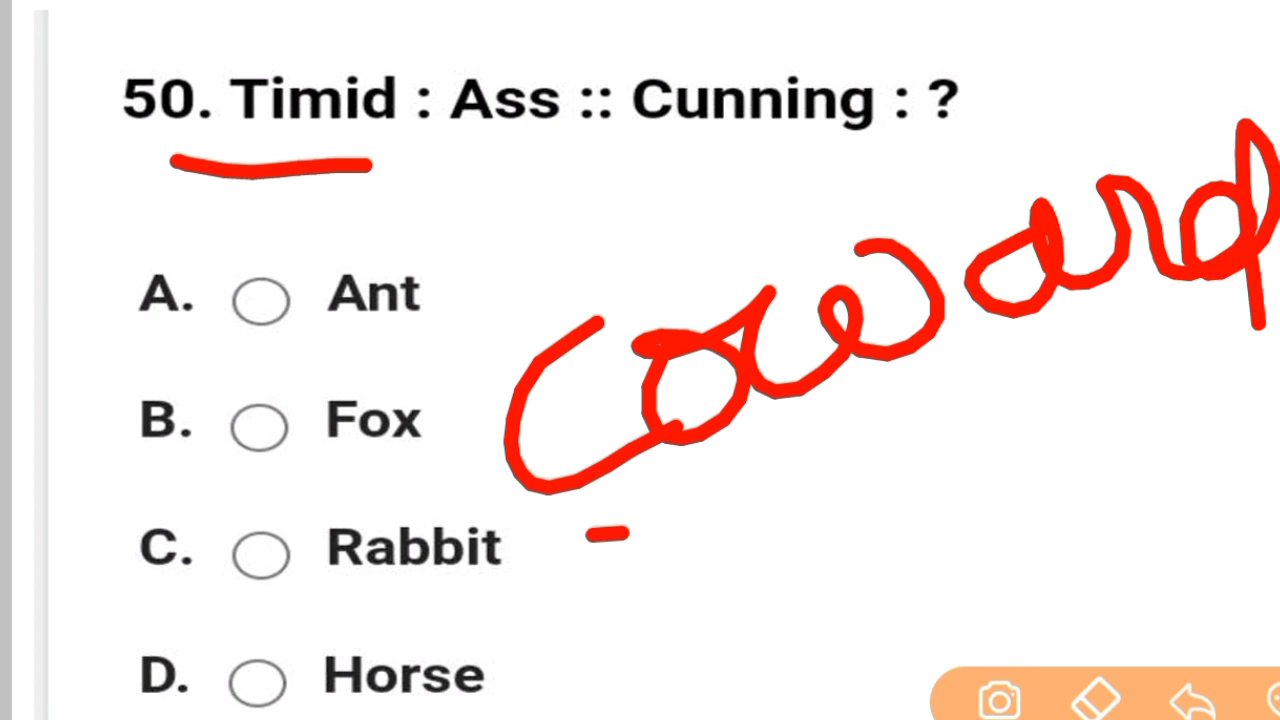 50. Timid : Ass :: Cunning : ?
A. Ant
coward
B. Fox
C. Rabbit
D. Horse